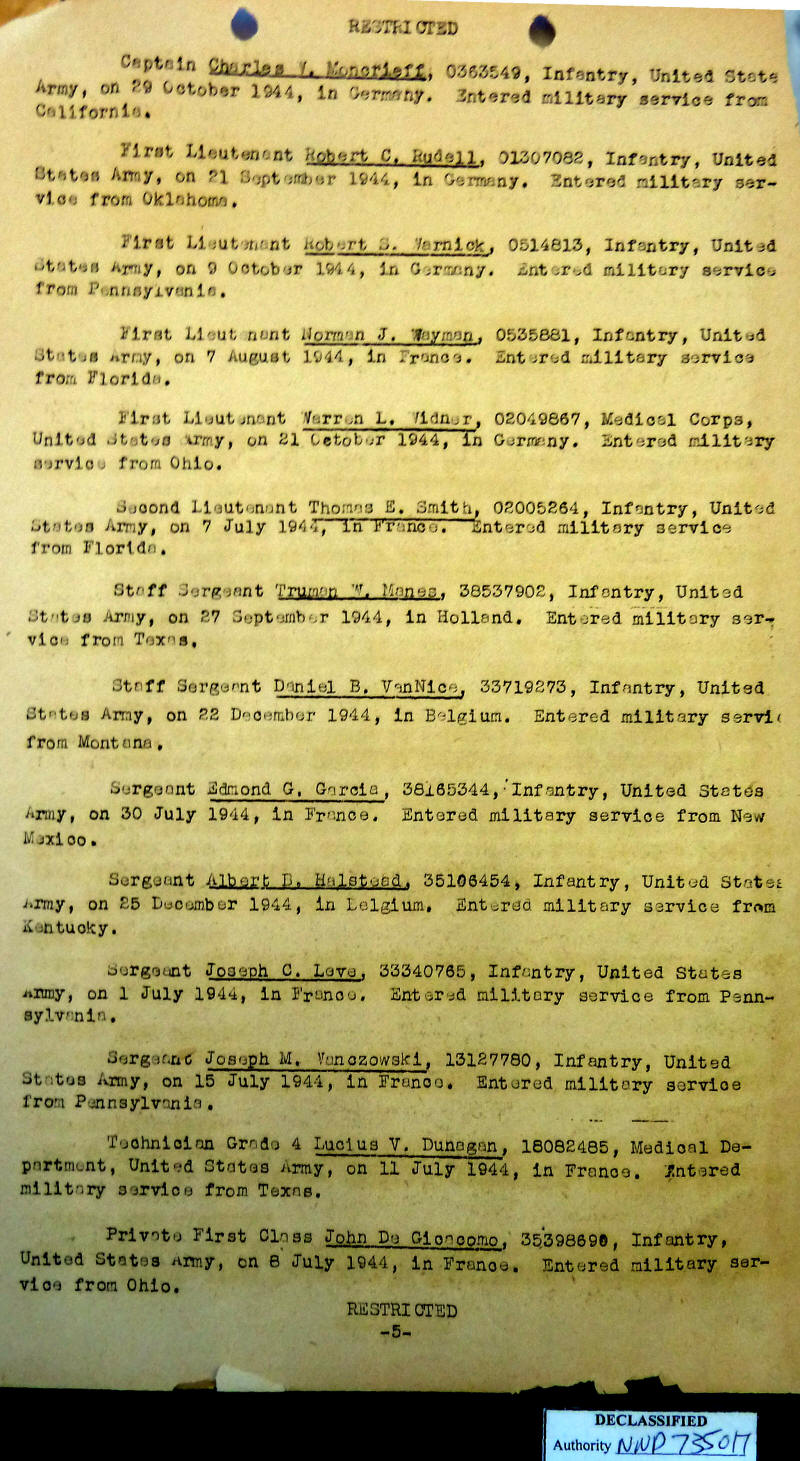 RESTRICTED
Captain Charles V. Moncrieff, 0363549, Infantry, United State
Army, on 29 October 1944, in Germany. Entered military service from
California.
First Lieutenant Robert C. Rudell, 01307082, Infantry, United
States Army, on 21 September 1944, in Germany. Entered military ser-
vice from Oklahoma.
First Lieutenant Robert S. Warnick, 0514813, Infantry, United
States Army, on 9 October 1944, in Germany. Entered military service
from Pennsylvania.
First Lieutenant Norman J. Wayman, 0535881, Infantry, United
States Army, on 7 August 1944, in France. Entered military service
from Florida.
First Lieutenant Warren L. Widner, 02049867, Medical Corps,
United States Army, on 21 October 1944, in Germany. Entered military
service from Ohio.
Second Lieutenant Thomas E. Smith, 02005264, Infantry, United
States Army, on 7 July 1944, in France. Entered military service
from Florida.
Staff Sergeant Truman W. Manes, 38537902, Infantry, United
States Army, on 27 September 1944, in Holland. Entered military ser-
vice from Texas.
Staff Sergeant Daniel B. VanNice, 33719273, Infantry, United
States Army, on 22 December 1944, in Belgium. Entered military servi
from Montana.
Sergeant Edmond G. Garcia, 38165344, Infantry, United States
Army, on 30 July 1944, in France. Entered military service from New
Mexico.
Sergeant Albert B. Halstead, 35106454, Infantry, United States
Army, on 25 December 1944, in Belgium. Entered military service from
Kentucky.
Sergeant Joseph C. Love, 33340765, Infantry, United States
Army, on 1 July 1944, in France. Entered military service from Penn-
sylvania.
Sergeant Joseph M. Wanczowski, 13127780, Infantry, United
States Army, on 15 July 1944, in France. Entered military service
from Pennsylvania.
Technician Grade 4 Lucius V. Dunagan, 18082485, Medical De-
partment, United States Army, on 11 July 1944, in France. Entered
military service from Texas.
Private First Class John De Giacomo, 35398690, Infantry,
United States Army, on 8 July 1944, in France. Entered military ser-
vice from Ohio.
RESTRICTED
-5-
DECLASSIFIED
Authority NND 735017